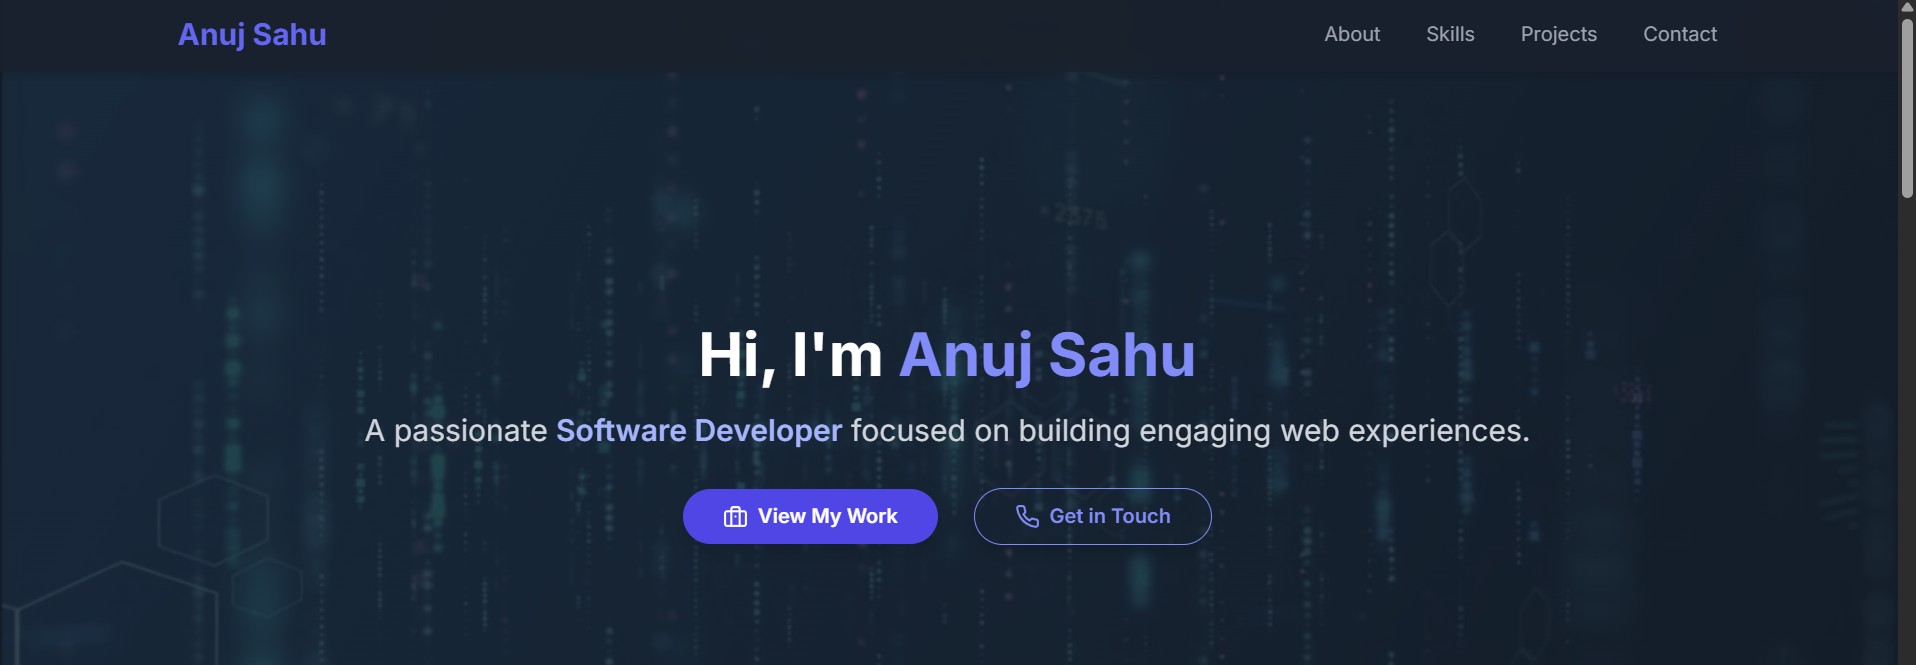 Anuj Sahu
About Skills Projects Contact
2375
Hi, I'm Anuj Sahu
A passionate Software Developer focused on building engaging web experiences.
View My Work
Get in Touch